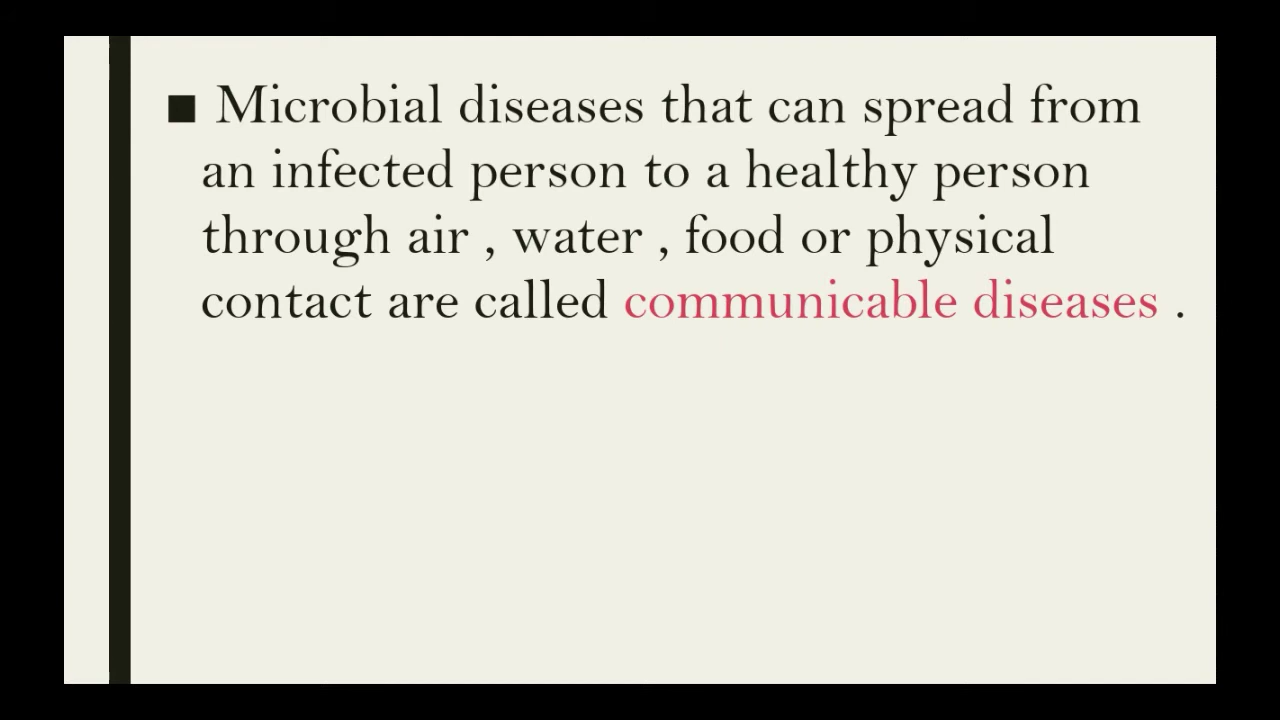 ■ Microbial diseases that can spread from
an infected person to a healthy person
through air , water , food or physical
contact are called communicable diseases .